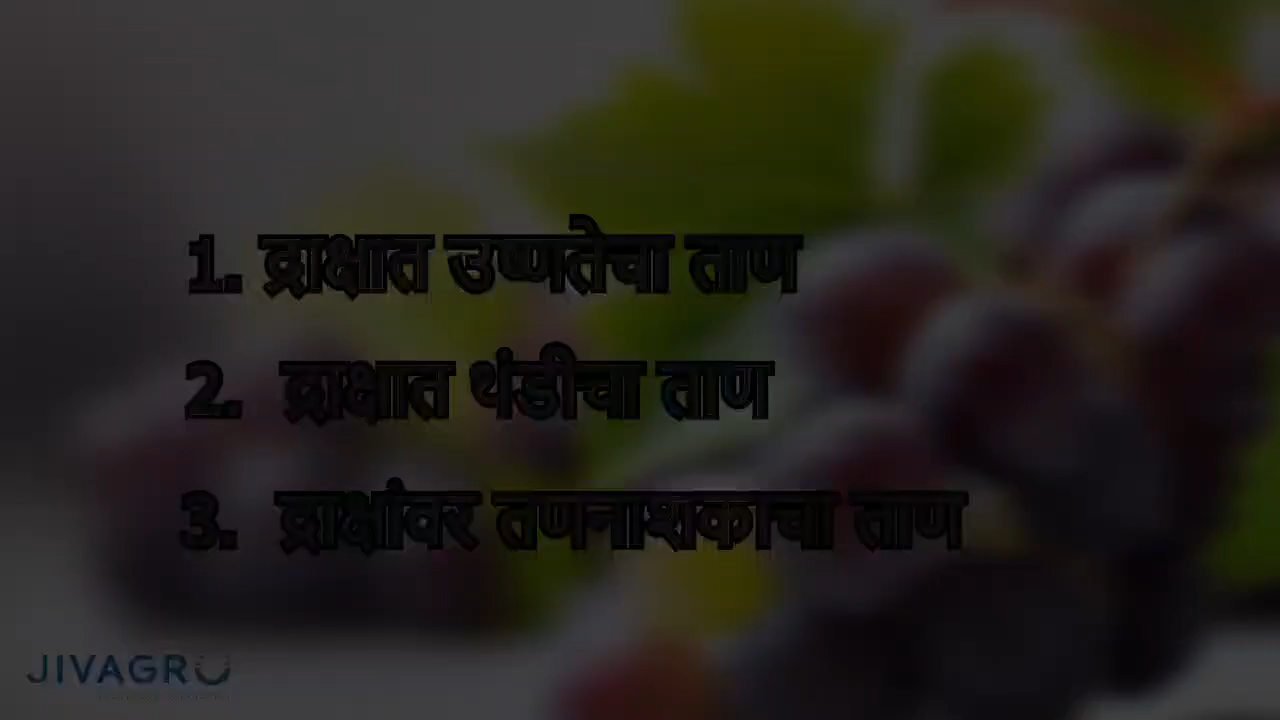 1. द्राक्षात उष्णतेचा ताण
2. द्राक्षात थंडीचा ताण
3. द्राक्षांवर तणनाशकाचा ताण
JIVAGRO